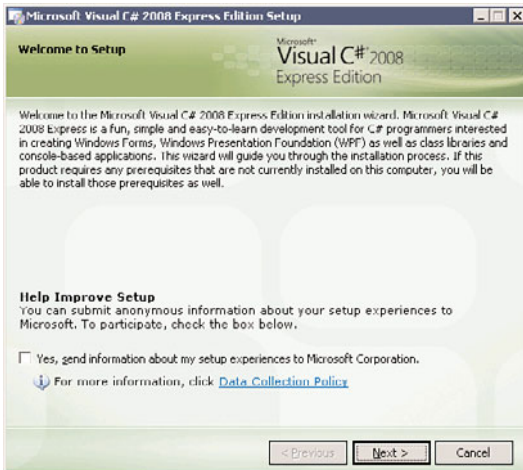 Microsoft Visual C# 2008 Express Edition Setup
Welcome to Setup
Microsoft®
Visual C# 2008
Express Edition
Welcome to the Microsoft Visual C# 2008 Express Edition installation wizard. Microsoft Visual C#
2008 Express is a fun, simple and easy-to-learn development tool for C# programmers interested
in creating Windows Forms, Windows Presentation Foundation (WPF) as well as class libraries and
console-based applications. This wizard will guide you through the installation process. If this
product requires any prerequisites that are not currently installed on this computer, you will be
able to install those prerequisites as well.
Help Improve Setup
You can submit anonymous information about your setup experiences to
Microsoft. To participate, check the box below.
Yes, send information about my setup experiences to Microsoft Corporation.
For more information, click Data Collection Policy
< Previous
Next >
Cancel